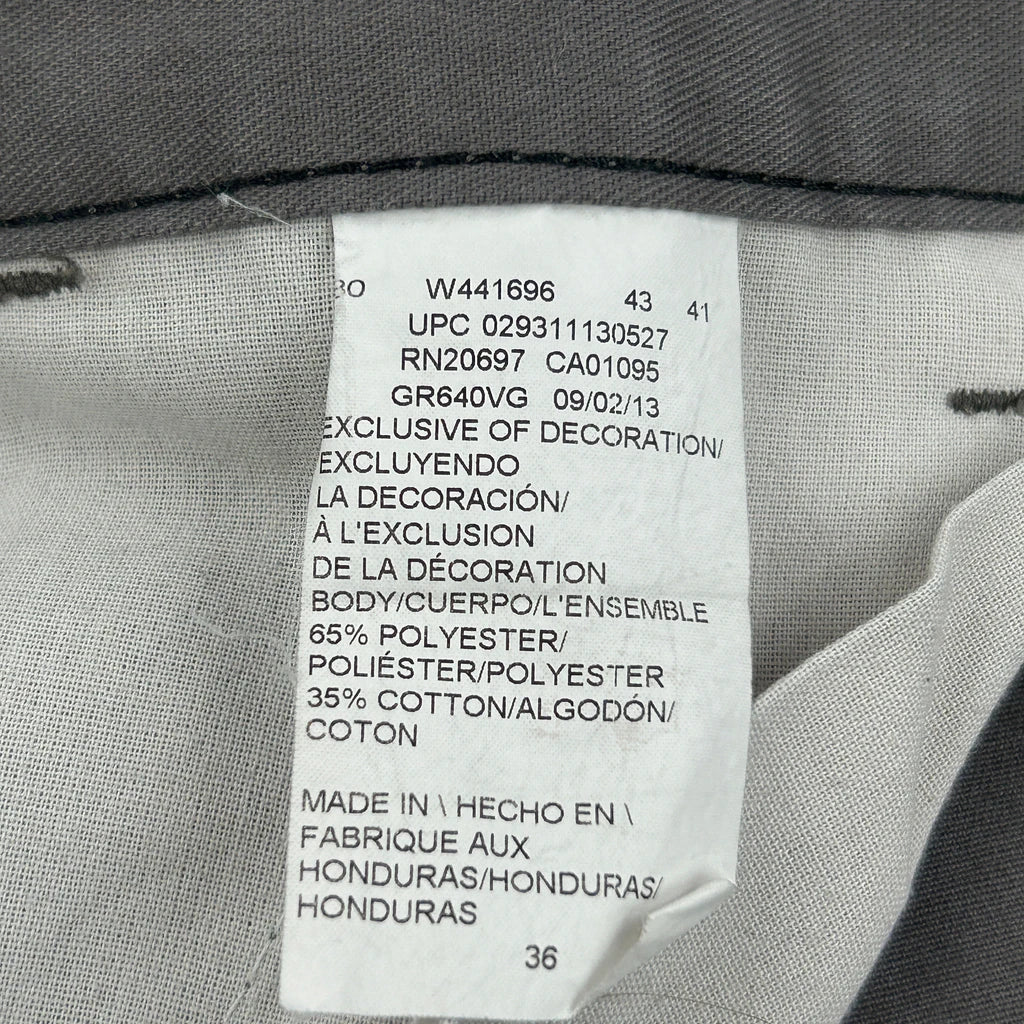 30 W441696 43 41
UPC 029311130527
RN20697 CA01095
GR640VG 09/02/13
EXCLUSIVE OF DECORATION/
EXCLUYENDO
LA DECORACIÓN/
À L'EXCLUSION
DE LA DÉCORATION
BODY/CUERPO/L'ENSEMBLE
65% POLYESTER/
POLIÉSTER/POLYESTER
35% COTTON/ALGODÓN/
COTON
MADE IN \ HECHO EN \
FABRIQUE AUX
HONDURAS/HONDURAS/
HONDURAS
36